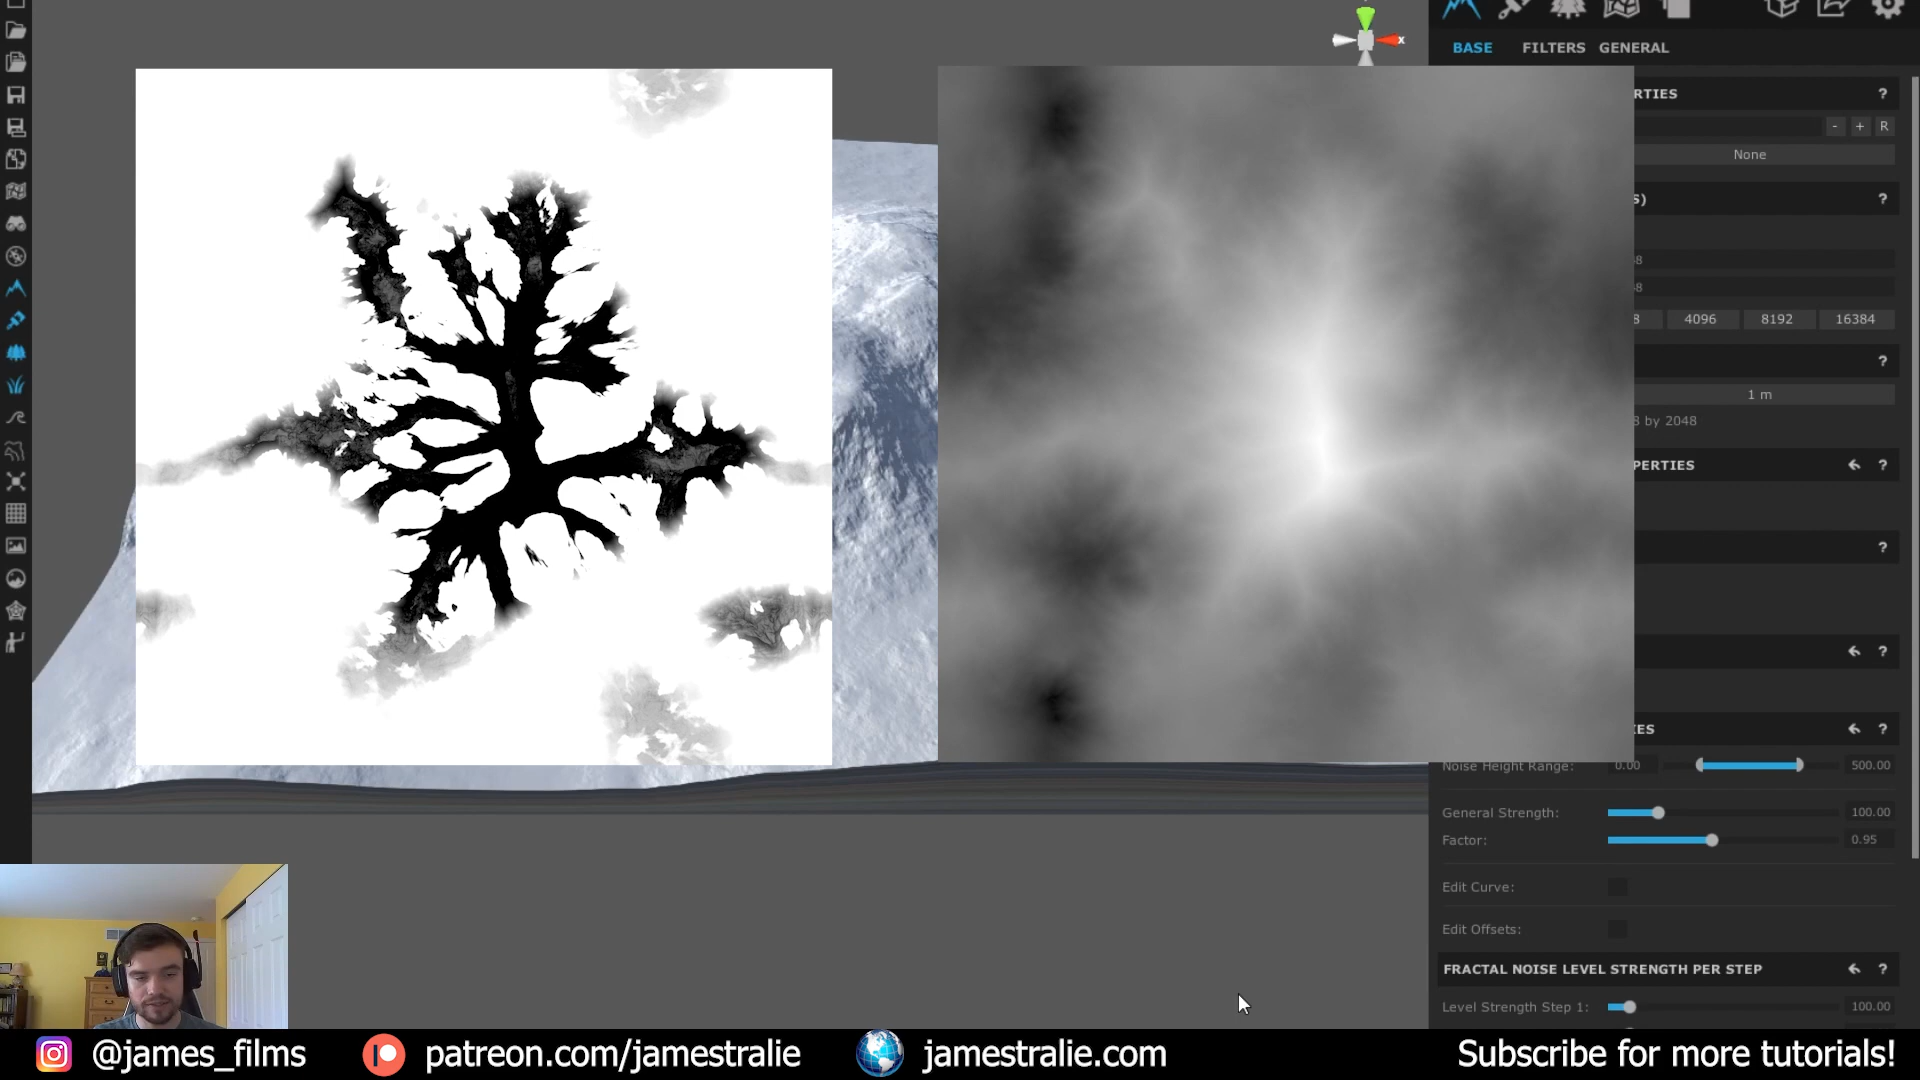 x
BASE FILTERS GENERAL
RTIES ?
- + R
None
S) ?
8
8
8 4096 8192 16384
?
1 m
8 by 2048
PERTIES ?
?
?
IES ?
Noise Height Range: 0.00 500.00
General Strength: 100.00
Factor: 0.95
Edit Curve:
Edit Offsets:
FRACTAL NOISE LEVEL STRENGTH PER STEP ?
Level Strength Step 1: 100.00
@james_films patreon.com/jamestralie jamestralie.com Subscribe for more tutorials!